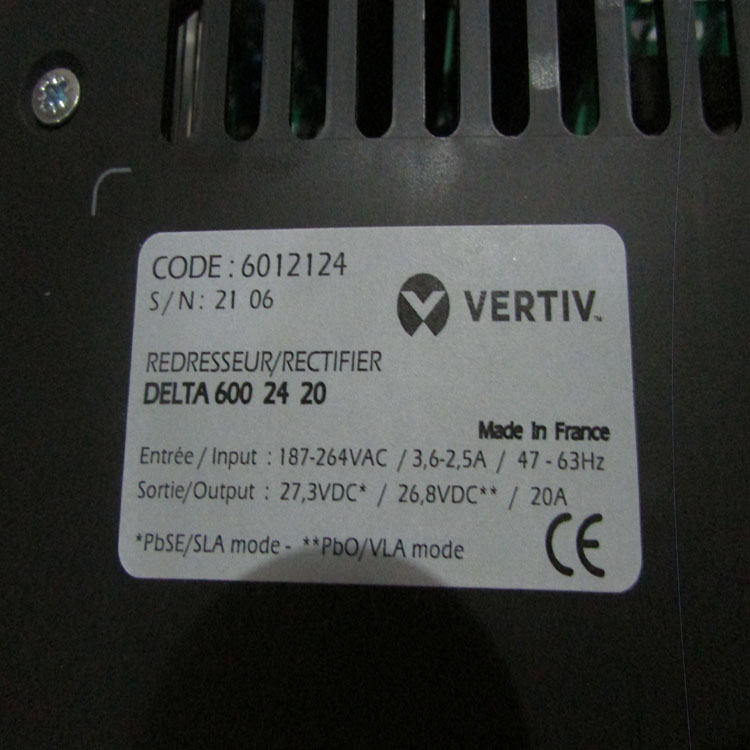 CODE : 6012124
S/N: 21 06
VERTIV™
REDRESSEUR/RECTIFIER
DELTA 600 24 20
Made In France
Entrée / Input : 187-264VAC / 3,6-2,5A / 47 - 63Hz
Sortie/Output : 27,3VDC* / 26,8VDC** / 20A
*PbSE/SLA mode - **PbO/VLA mode
CE